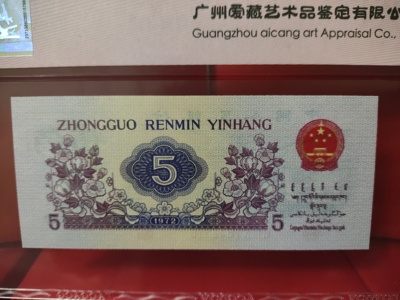 广州爱藏艺术品鉴定有限公
Guangzhou aicang art Appraisal Co.,
ZHONGGUO RENMIN YINHANG
5
5 1972 5